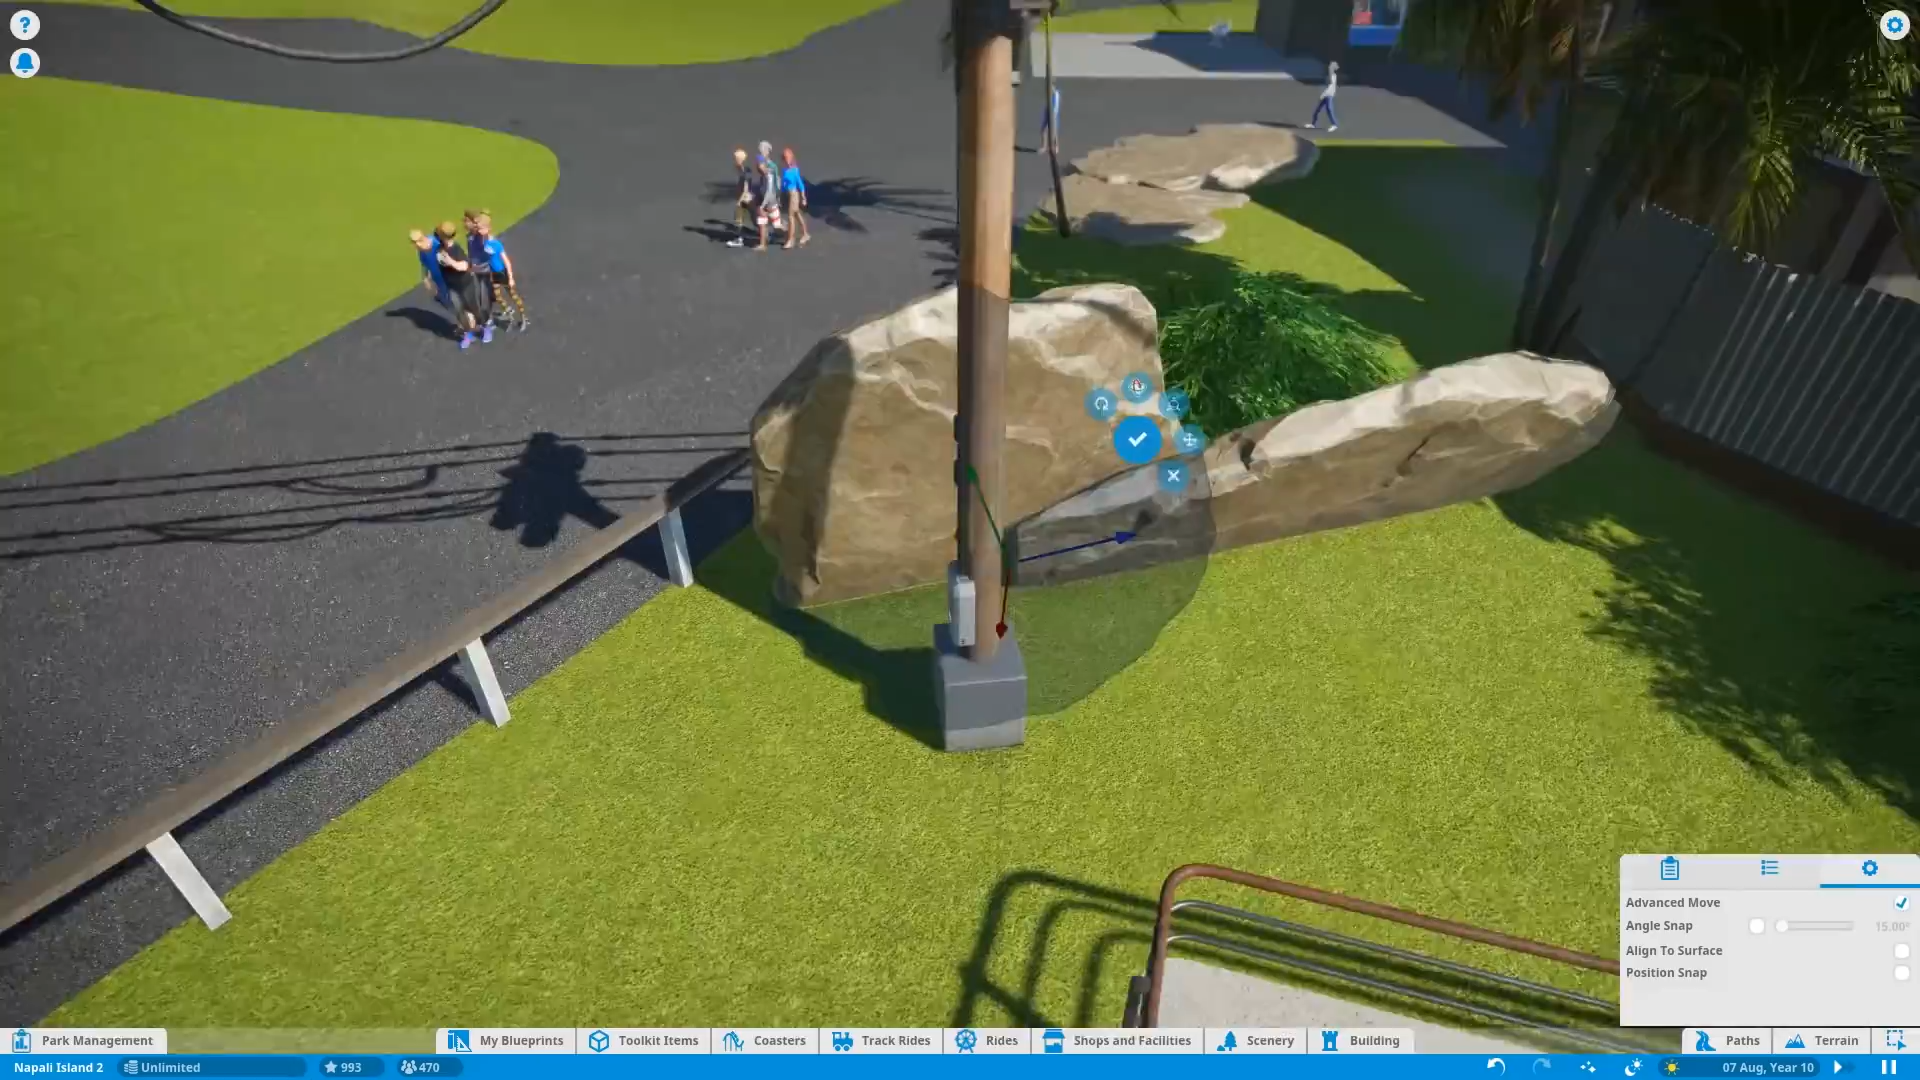 ?
Advanced Move
Angle Snap 15.00°
Align To Surface
Position Snap
Park Management My Blueprints Toolkit Items Coasters Track Rides Rides Shops and Facilities Scenery Building Paths Terrain
Napali Island 2 Unlimited 993 470 07 Aug, Year 10